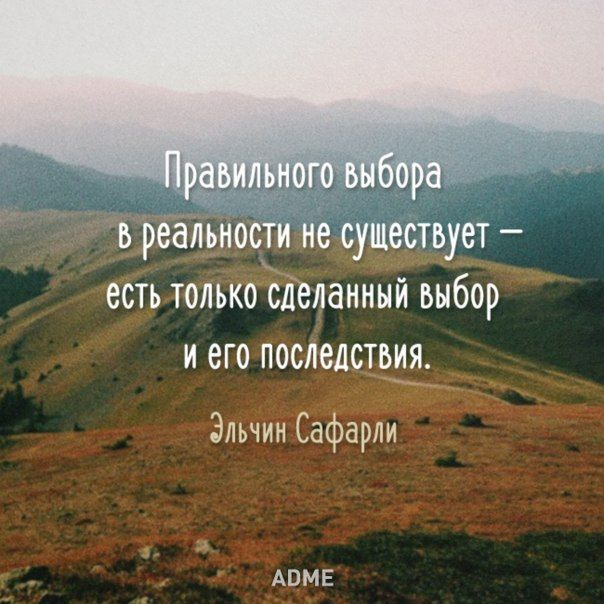 Правильного выбора
в реальности не существует –
есть только сделанный выбор
и его последствия.
Эльчин Сафарли
ADME